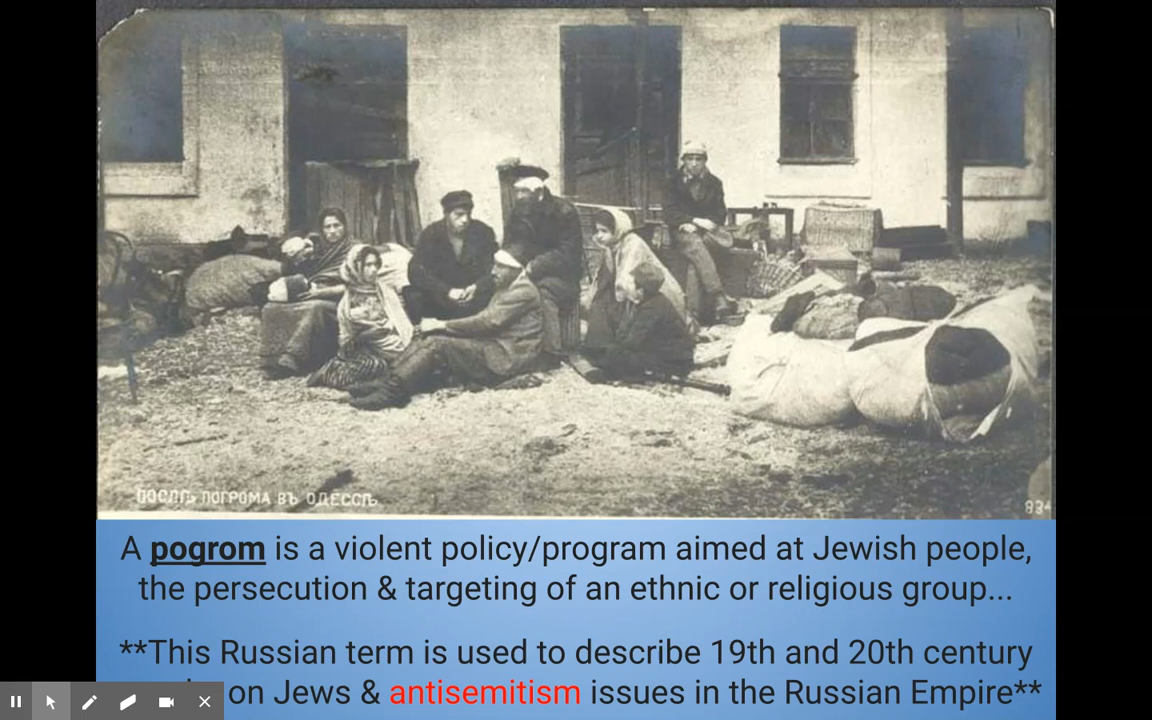 ПОСЛѢ ПОГРОМА ВЪ ОДЕССѢ.
834
A pogrom is a violent policy/program aimed at Jewish people,
the persecution & targeting of an ethnic or religious group...
**This Russian term is used to describe 19th and 20th century
on Jews & antisemitism issues in the Russian Empire**